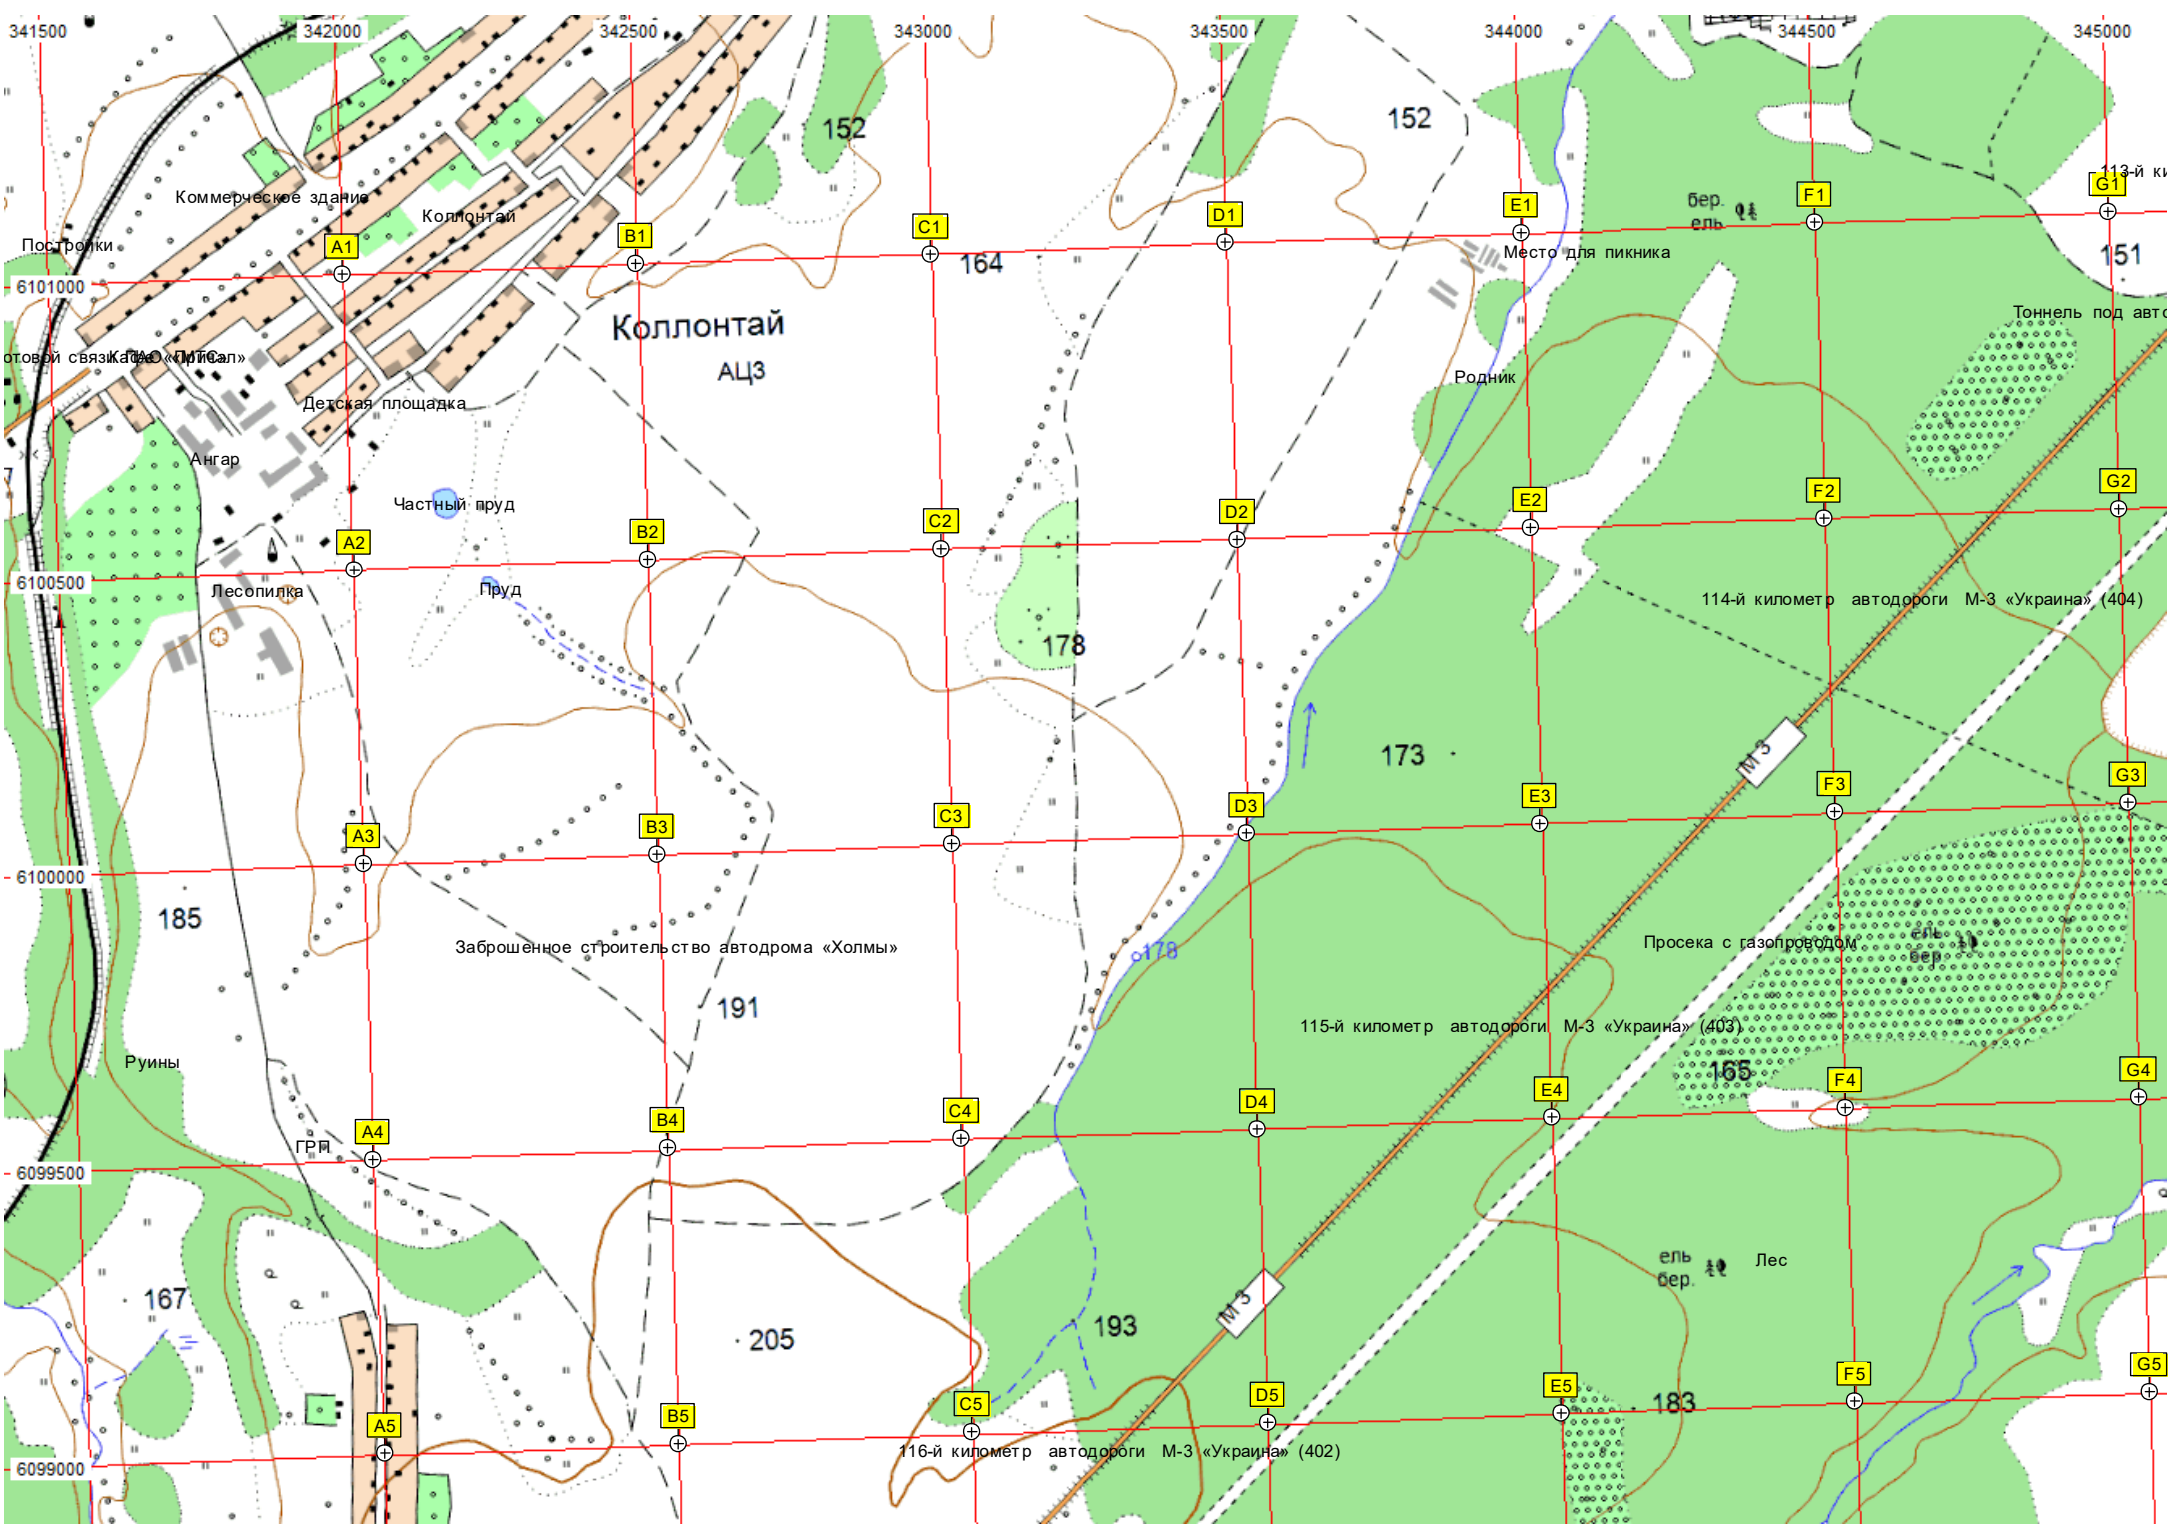 341500 342000 342500 343000 343500 344000 344500 345000
152
152
113-й ки
G1
F1
Коммерческое здание
E1
бер.
ель
Коллонтай
D1
C1
B1
A1
Постройки
Место для пикника
151
164
6101000
Тоннель под авто
Коллонтай
АЦ3
Родник
Детская площадка
Ангар
G2
F2
E2
Частный пруд
D2
C2
B2
A2
6100500
Лесопилка
Пруд
114-й километр автодороги М-3 «Украина» (404)
178
173
М 3
G3
F3
E3
D3
C3
B3
A3
6100000
185
Заброшенное строительство автодрома «Холмы»
178
Просека с газопроводом
ель
бер
191
115-й километр автодороги М-3 «Украина» (403)
Руины
165
G4
F4
E4
D4
C4
B4
A4
ГРП
6099500
ель
бер.
Лес
167
М 3
193
205
G5
F5
E5
183
D5
C5
B5
A5
116-й километр автодороги М-3 «Украина» (402)
6099000